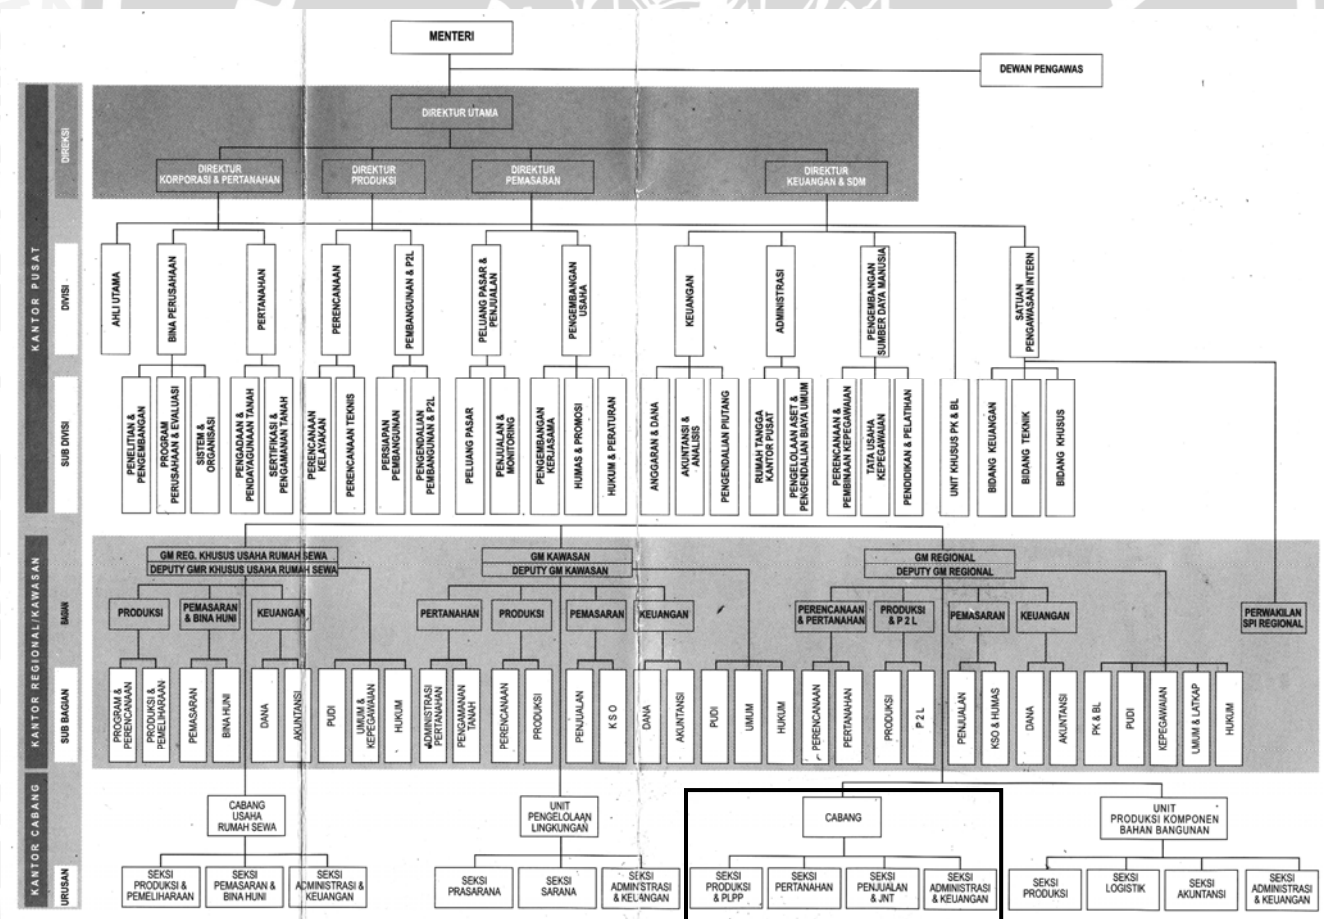 MENTERI
DEWAN PENGAWAS
KANTOR PUSAT
DIREKSI
DIREKTUR UTAMA
DIREKTUR
KORPORASI & PERTANAHAN
DIREKTUR
PRODUKSI
DIREKTUR
PEMASARAN
DIREKTUR
KEUANGAN & SDM
DIVISI
AHLI UTAMA
BINA PERUSAHAAN
PERTANAHAN
PERENCANAAN
PEMBANGUNAN & P2L
PELUANG PASAR &
PENJUALAN
PENGEMBANGAN
USAHA
KEUANGAN
ADMINISTRASI
PENGEMBANGAN
SUMBER DAYA MANUSIA
SATUAN
PENGAWASAN INTERN
SUB DIVISI
PENELITIAN &
PENGEMBANGAN
PROGRAM
PERUSAHAAN & EVALUASI
SISTEM &
ORGANISASI
PENGADAAN &
PENDAYAGUNAAN TANAH
SERTIFIKASI &
PENGAMANAN TANAH
PERENCANAAN
KELAYAKAN
PERENCANAAN TEKNIS
PERSIAPAN
PEMBANGUNAN
PENGENDALIAN
PEMBANGUNAN & P2L
PELUANG PASAR
PENJUALAN &
MONITORING
PENGEMBANGAN
KERJASAMA
HUMAS & PROMOSI
HUKUM & PERATURAN
ANGGARAN & DANA
AKUNTANSI &
ANALISIS
PENGENDALIAN PIUTANG
RUMAH TANGGA
KANTOR PUSAT
PENGELOLAAN ASET &
PENGENDALIAN BIAYA UMUM
PERENCANAAN &
PEMBINAAN KEPEGAWAIAN
TATA USAHA
KEPEGAWAIAN
PENDIDIKAN & PELATIHAN
UNIT KHUSUS PK & BL
BIDANG KEUANGAN
BIDANG TEKNIK
BIDANG KHUSUS
KANTOR REGIONAL/KAWASAN
BAGIAN
GM REG. KHUSUS USAHA RUMAH SEWA
DEPUTY GMR KHUSUS USAHA RUMAH SEWA
GM KAWASAN
DEPUTY GM KAWASAN
GM REGIONAL
DEPUTY GM REGIONAL
PRODUKSI
PEMASARAN
& BINA HUNI
KEUANGAN
PERTANAHAN
PRODUKSI
PEMASARAN
KEUANGAN
PERENCANAAN
& PERTANAHAN
PRODUKSI
& P 2 L
PEMASARAN
KEUANGAN
PERWAKILAN
SPI REGIONAL
SUB BAGIAN
PROGRAM &
PERENCANAAN
PRODUKSI &
PEMELIHARAAN
PEMASARAN
BINA HUNI
DANA
AKUNTANSI
PUDI
UMUM &
KEPEGAWAIAN
HUKUM
ADMINISTRASI
PERTANAHAN
PENGAMANAN
TANAH
PERENCANAAN
PRODUKSI
PENJUALAN
K S O
DANA
AKUNTANSI
PUDI
UMUM
HUKUM
PERENCANAAN
PERTANAHAN
PRODUKSI
P 2 L
PENJUALAN
KSO & HUMAS
DANA
AKUNTANSI
PK & BL
PUDI
KEPEGAWAIAN
UMUM & LATKAP
HUKUM
KANTOR CABANG
CABANG
USAHA
RUMAH SEWA
UNIT
PENGELOLAAN
LINGKUNGAN
CABANG
UNIT
PRODUKSI KOMPONEN
BAHAN BANGUNAN
URUSAN
SEKSI
PRODUKSI &
PEMELIHARAAN
SEKSI
PEMASARAN &
BINA HUNI
SEKSI
ADMINISTRASI &
KEUANGAN
SEKSI
PRASARANA
SEKSI
SARANA
SEKSI
ADMINISTRASI
& KEUANGAN
SEKSI
PRODUKSI
& PLPP
SEKSI
PERTANAHAN
SEKSI
PENJUALAN
& JNT
SEKSI
ADMINISTRASI
& KEUANGAN
SEKSI
PRODUKSI
SEKSI
LOGISTIK
SEKSI
AKUNTANSI
SEKSI
ADMINISTRASI
& KEUANGAN